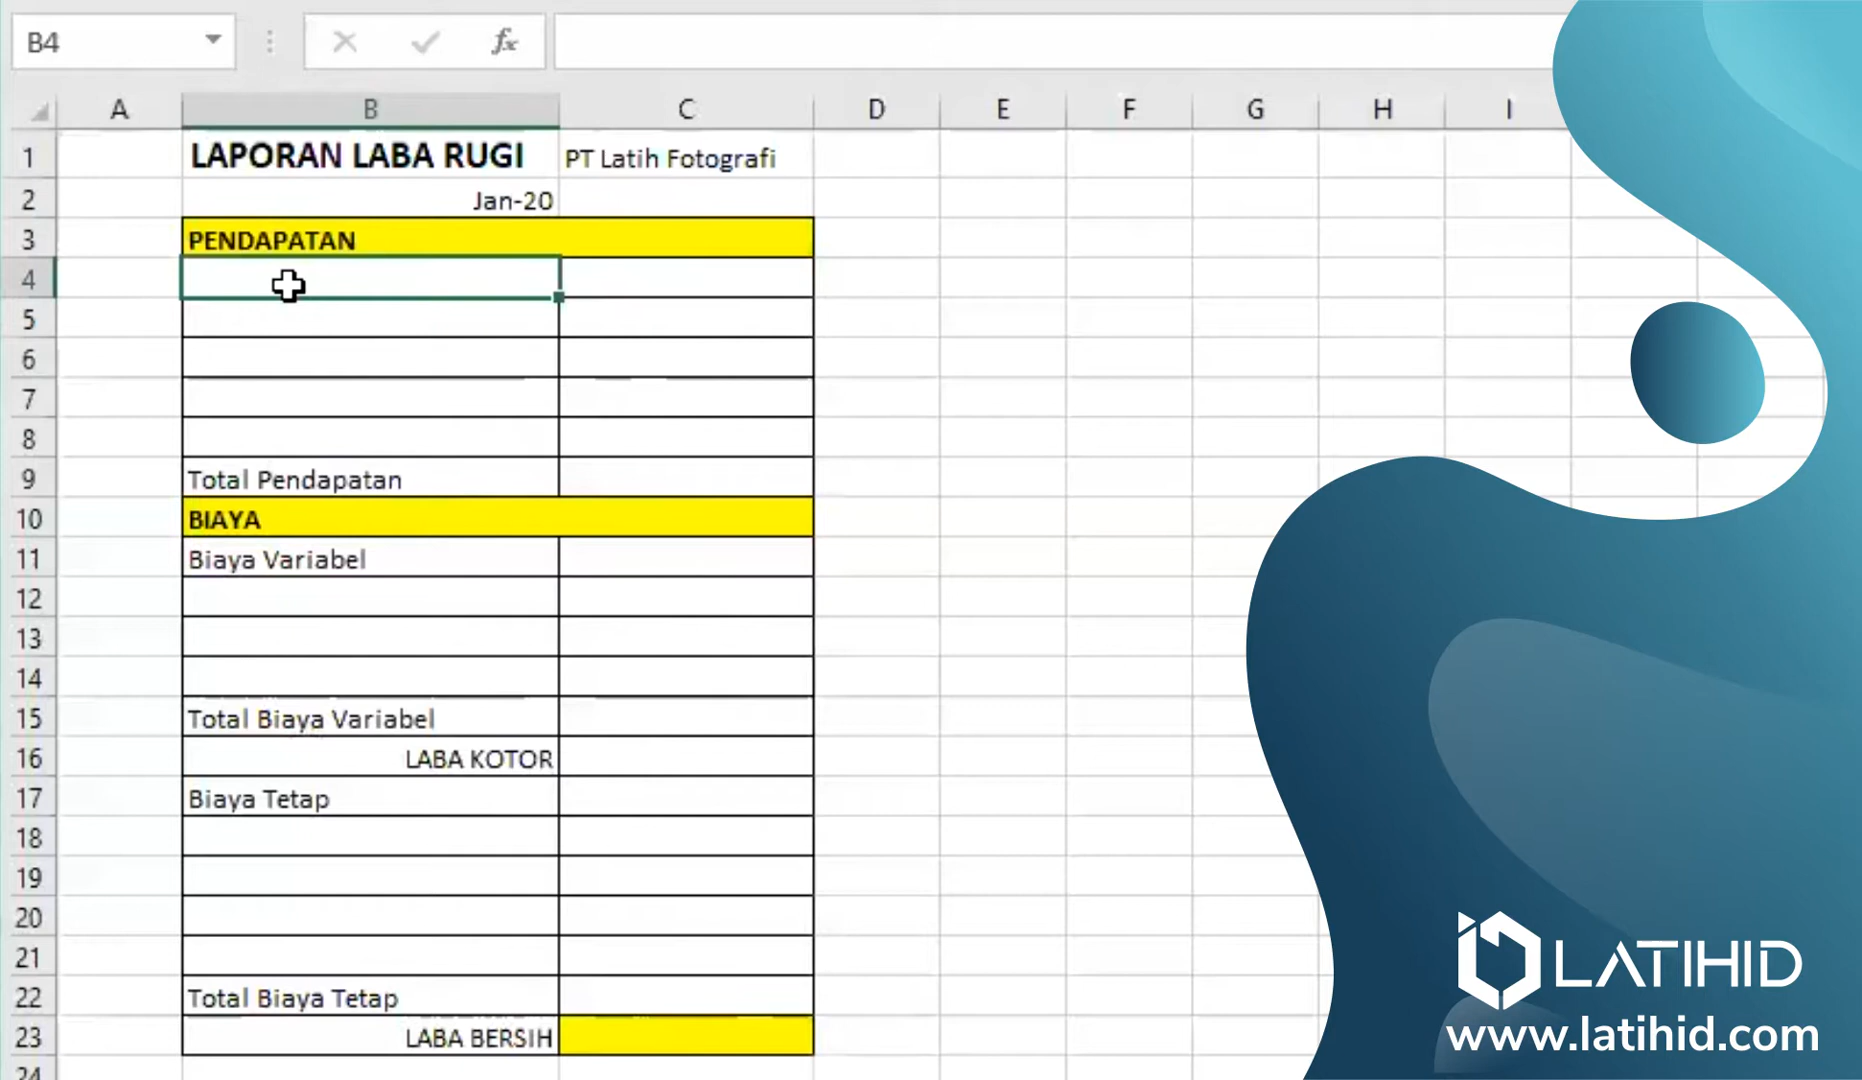 B4
fx
A B C D E F G H I
1 LAPORAN LABA RUGI PT Latih Fotografi
2 Jan-20
3 PENDAPATAN
4
5
6
7
8
9 Total Pendapatan
10 BIAYA
11 Biaya Variabel
12
13
14
15 Total Biaya Variabel
16 LABA KOTOR
17 Biaya Tetap
18
19
20
21
22 Total Biaya Tetap
23 LABA BERSIH
24
LATIHID
www.latihid.com